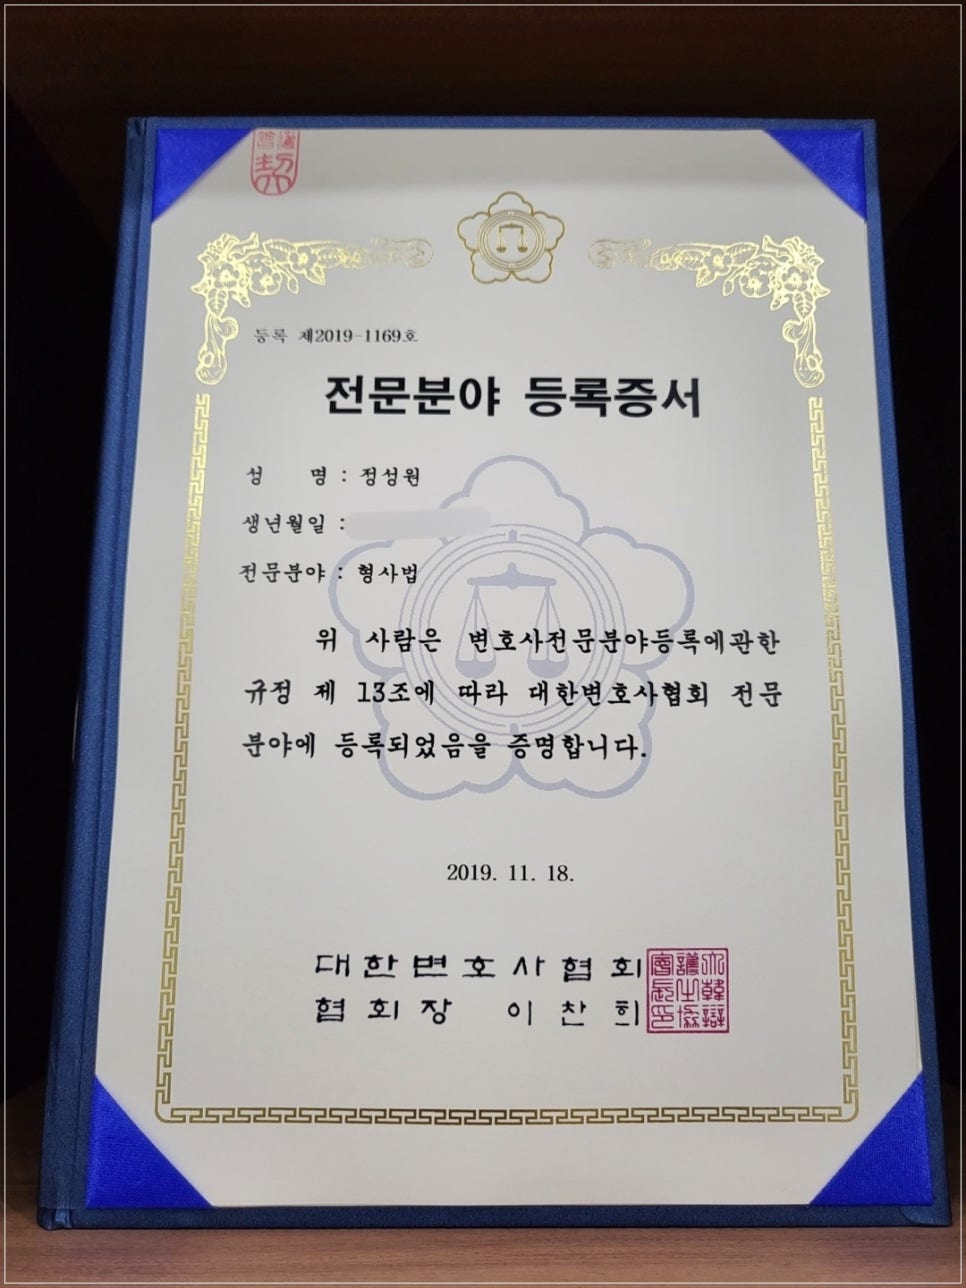 등록 제2019-1169호
전문분야 등록증서
성 명 : 정성원
생년월일 :
전문분야 : 형사법
위 사람은 변호사전문분야등록에관한
규정 제 13조에 따라 대한변호사협회 전문
분야에 등록되었음을 증명합니다.
2019. 11. 18.
대한변호사협회
협회장 이찬희